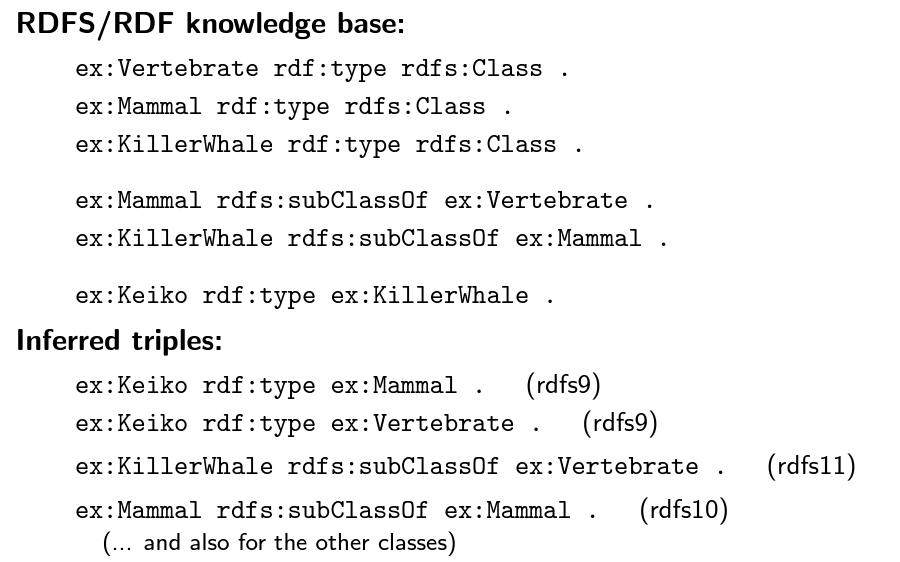 RDFS/RDF knowledge base:
ex:Vertebrate rdf:type rdfs:Class .
ex:Mammal rdf:type rdfs:Class .
ex:KillerWhale rdf:type rdfs:Class .
ex:Mammal rdfs:subClassOf ex:Vertebrate .
ex:KillerWhale rdfs:subClassOf ex:Mammal .
ex:Keiko rdf:type ex:KillerWhale .
Inferred triples:
ex:Keiko rdf:type ex:Mammal . (rdfs9)
ex:Keiko rdf:type ex:Vertebrate . (rdfs9)
ex:KillerWhale rdfs:subClassOf ex:Vertebrate . (rdfs11)
ex:Mammal rdfs:subClassOf ex:Mammal . (rdfs10)
(... and also for the other classes)